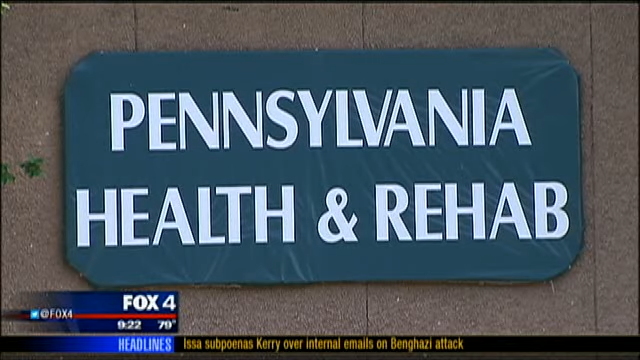 PENNSYLVANIA
HEALTH & REHAB
FOX 4
@FOX4
9:22 79°
HEADLINES Issa subpoenas Kerry over internal emails on Benghazi attack